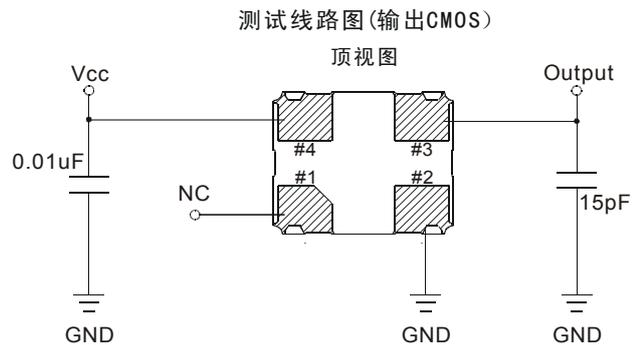 测试线路图(输出CMOS)
顶视图
Vcc
Output
#4
#3
0.01uF
#1
#2
NC
15pF
GND
GND
GND